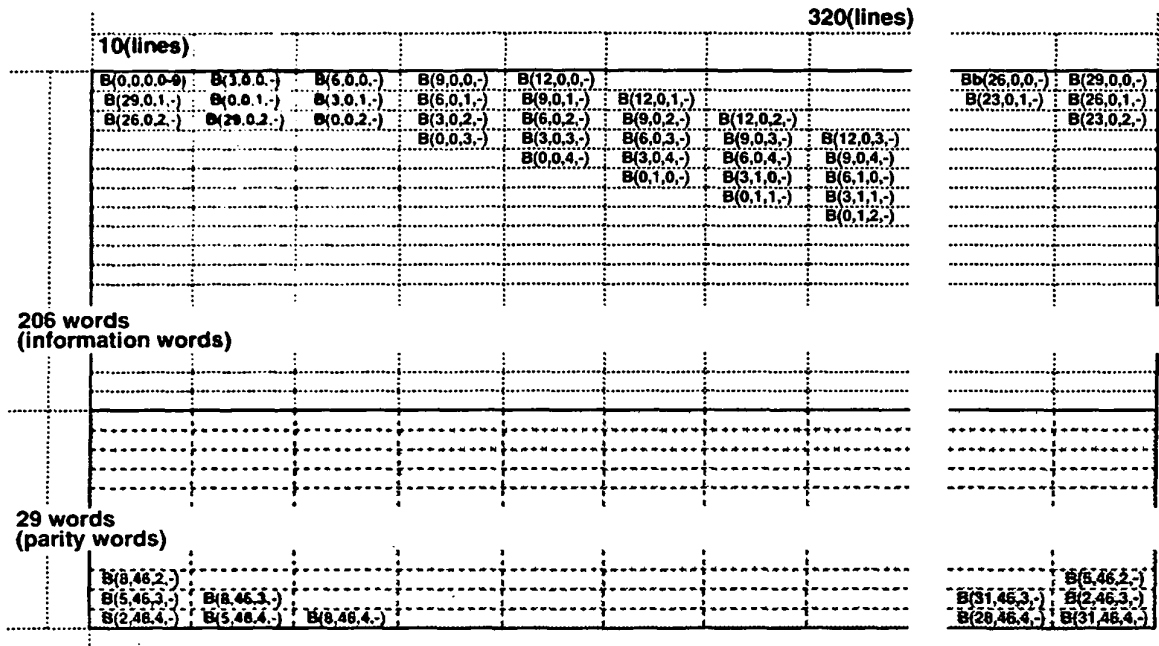 320(lines)
10(lines)
B(0,0,0,0-9) B(3,0,0,-) B(6,0,0,-) B(9,0,0,-) B(12,0,0,-) Bb(26,0,0,-) B(29,0,0,-)
B(29,0,1,-) B(0,0,1,-) B(3,0,1,-) B(6,0,1,-) B(9,0,1,-) B(12,0,1,-) B(23,0,1,-) B(26,0,1,-)
B(26,0,2,-) B(29,0,2,-) B(0,0,2,-) B(3,0,2,-) B(6,0,2,-) B(9,0,2,-) B(12,0,2,-) B(23,0,2,-)
B(0,0,3,-) B(3,0,3,-) B(6,0,3,-) B(9,0,3,-) B(12,0,3,-)
B(0,0,4,-) B(3,0,4,-) B(6,0,4,-) B(9,0,4,-)
B(0,1,0,-) B(3,1,0,-) B(6,1,0,-)
B(0,1,1,-) B(3,1,1,-)
B(0,1,2,-)
206 words
(information words)
29 words
(parity words)
B(8,46,2,-) B(5,46,2,-)
B(5,46,3,-) B(8,46,3,-) B(31,46,3,-) B(2,46,3,-)
B(2,46,4,-) B(5,46,4,-) B(8,46,4,-) B(28,46,4,-) B(31,46,4,-)